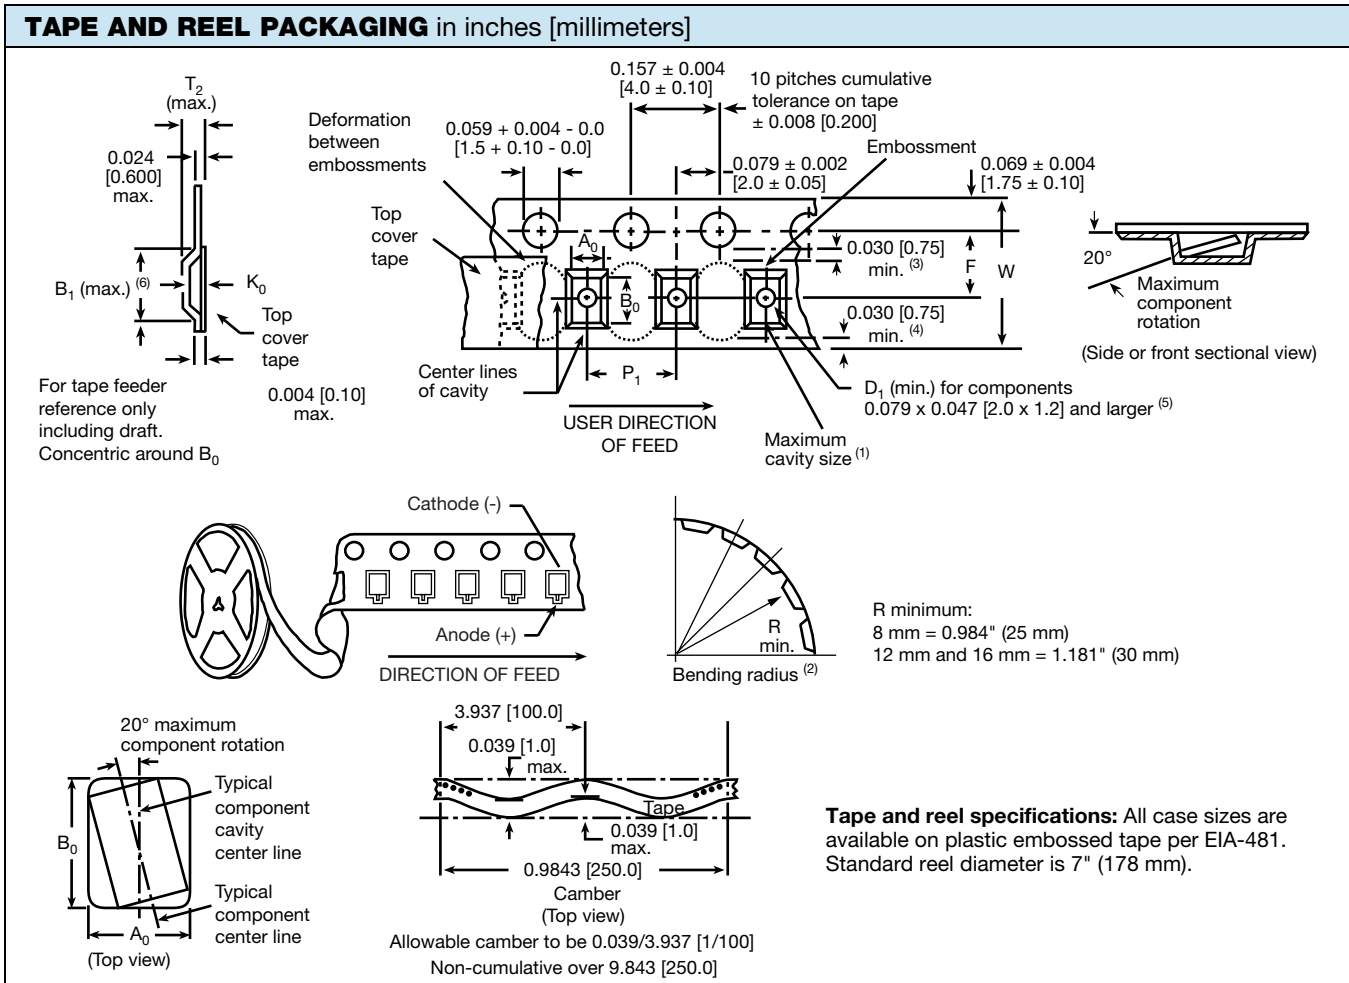 TAPE AND REEL PACKAGING in inches [millimeters]
T2
(max.)
0.024
[0.600]
max.
B1 (max.) (6)
K0
Top
cover
tape
For tape feeder
reference only
including draft.
Concentric around B0
0.004 [0.10]
max.
Deformation
between
embossments
Top
cover
tape
0.059 + 0.004 - 0.0
[1.5 + 0.10 - 0.0]
0.157 ± 0.004
[4.0 ± 0.10]
10 pitches cumulative
tolerance on tape
± 0.008 [0.200]
0.079 ± 0.002
[2.0 ± 0.05]
Embossment
0.069 ± 0.004
[1.75 ± 0.10]
A0
B0
0.030 [0.75]
min. (3)
F
W
0.030 [0.75]
min. (4)
Center lines
of cavity
P1
USER DIRECTION
OF FEED
Maximum
cavity size (1)
D1 (min.) for components
0.079 x 0.047 [2.0 x 1.2] and larger (5)
20°
Maximum
component
rotation
(Side or front sectional view)
Cathode (-)
Anode (+)
DIRECTION OF FEED
R
min.
Bending radius (2)
R minimum:
8 mm = 0.984" (25 mm)
12 mm and 16 mm = 1.181" (30 mm)
20° maximum
component rotation
Typical
component
cavity
center line
B0
Typical
component
center line
A0
(Top view)
3.937 [100.0]
0.039 [1.0]
max.
Tape
0.039 [1.0]
max.
0.9843 [250.0]
Camber
(Top view)
Allowable camber to be 0.039/3.937 [1/100]
Non-cumulative over 9.843 [250.0]
Tape and reel specifications: All case sizes are
available on plastic embossed tape per EIA-481.
Standard reel diameter is 7" (178 mm).